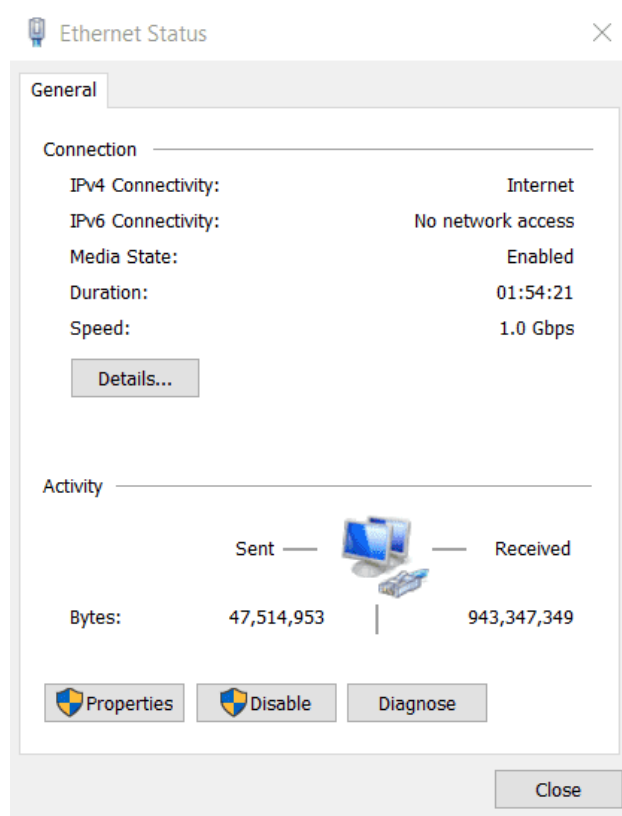 Ethernet Status
General
Connection
IPv4 Connectivity: Internet
IPv6 Connectivity: No network access
Media State: Enabled
Duration: 01:54:21
Speed: 1.0 Gbps
Details...
Activity
Sent Received
Bytes: 47,514,953 943,347,349
Properties Disable Diagnose
Close